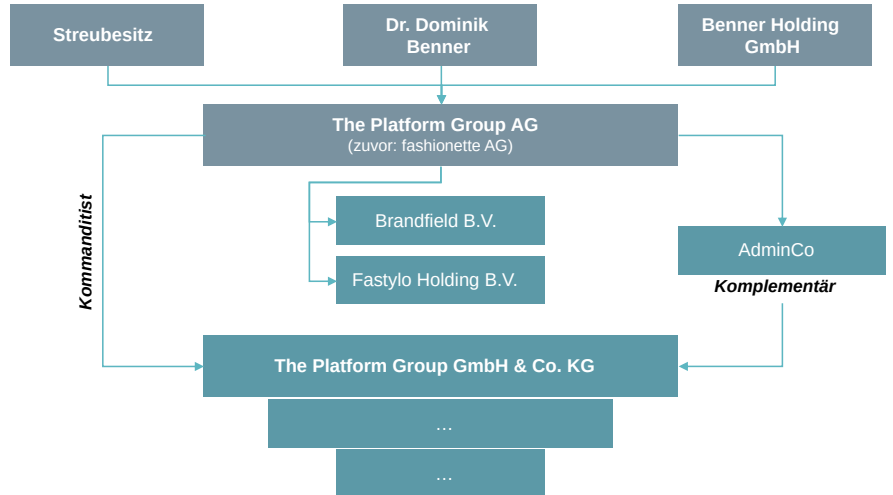 Streubesitz
Dr. Dominik
Benner
Benner Holding
GmbH
The Platform Group AG
(zuvor: fashionette AG)
Kommanditist
Brandfield B.V.
AdminCo
Fastylo Holding B.V.
Komplementär
The Platform Group GmbH & Co. KG
…
…